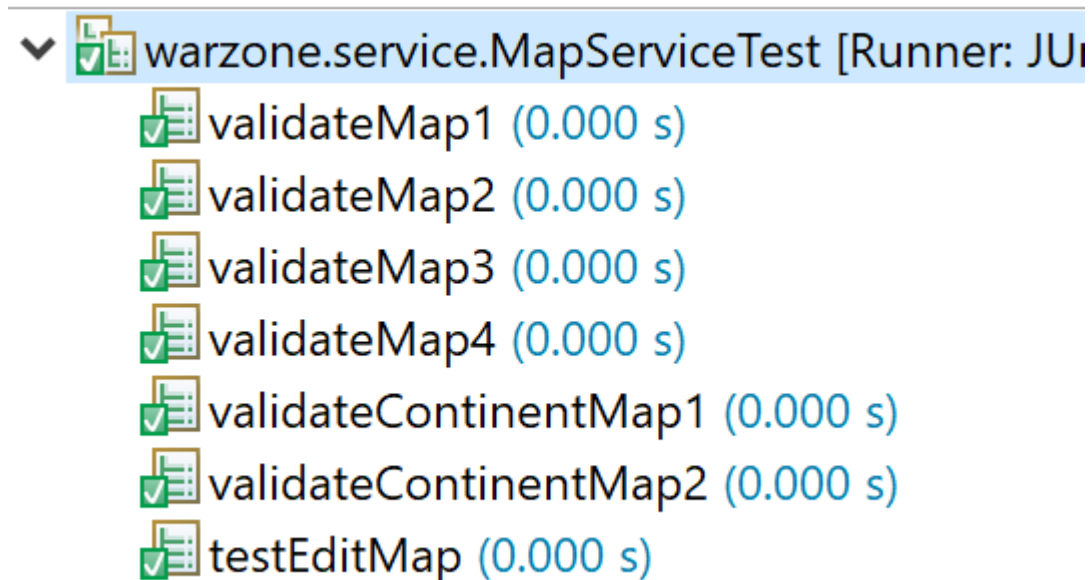 warzone.service.MapServiceTest [Runner: JU
validateMap1 (0.000 s)
validateMap2 (0.000 s)
validateMap3 (0.000 s)
validateMap4 (0.000 s)
validateContinentMap1 (0.000 s)
validateContinentMap2 (0.000 s)
testEditMap (0.000 s)